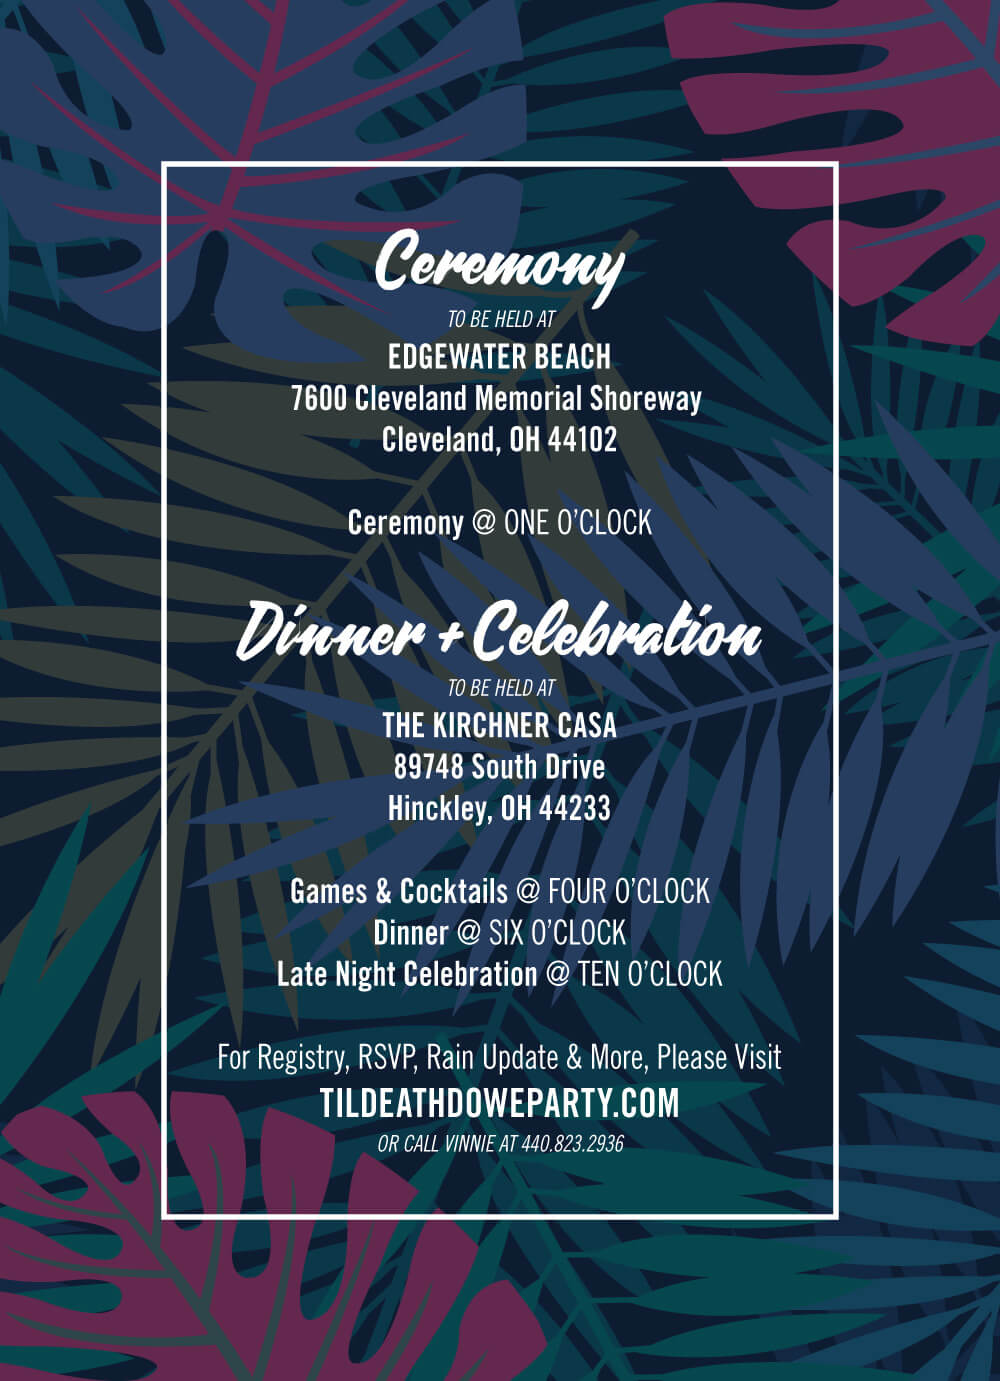 Ceremony
TO BE HELD AT
EDGEWATER BEACH
7600 Cleveland Memorial Shoreway
Cleveland, OH 44102
Ceremony @ ONE O'CLOCK
Dinner + Celebration
TO BE HELD AT
THE KIRCHNER CASA
89748 South Drive
Hinckley, OH 44233
Games & Cocktails @ FOUR O'CLOCK
Dinner @ SIX O'CLOCK
Late Night Celebration @ TEN O'CLOCK
For Registry, RSVP, Rain Update & More, Please Visit
TILDEATHDOWEPARTY.COM
OR CALL VINNIE AT 440.823.2936